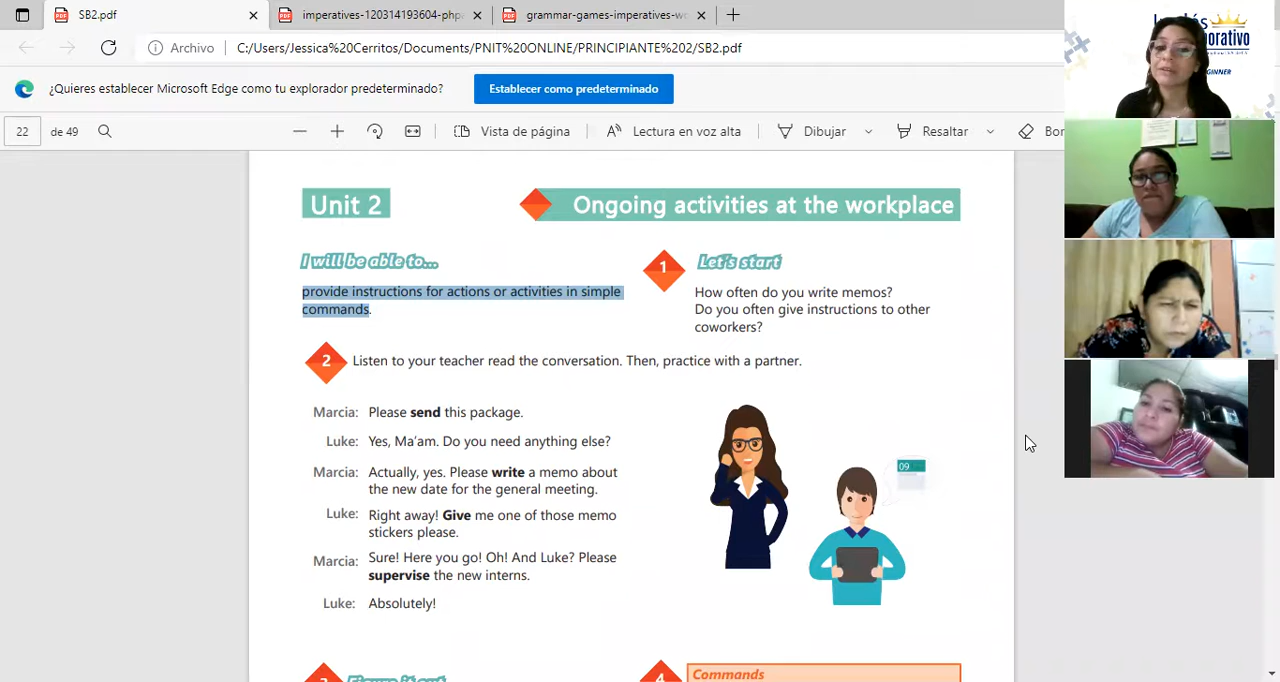 SB2.pdf
imperatives-120314193604-php
grammar-games-imperatives-wo
Archivo
C:/Users/Jessica%20Cerritos/Documents/PNIT%20ONLINE/PRINCIPIANTE%202/SB2.pdf
¿Quieres establecer Microsoft Edge como tu explorador predeterminado?
Establecer como predeterminado
22 de 49
Vista de página
Lectura en voz alta
Dibujar
Resaltar
Bor
Unit 2
Ongoing activities at the workplace
I will be able to...
provide instructions for actions or activities in simple
commands.
1
Let's start
How often do you write memos?
Do you often give instructions to other
coworkers?
2
Listen to your teacher read the conversation. Then, practice with a partner.
Marcia: Please send this package.
Luke: Yes, Ma'am. Do you need anything else?
Marcia: Actually, yes. Please write a memo about
the new date for the general meeting.
Luke: Right away! Give me one of those memo
stickers please.
Marcia: Sure! Here you go! Oh! And Luke? Please
supervise the new interns.
Luke: Absolutely!
09
3
Figure it out
4
Commands